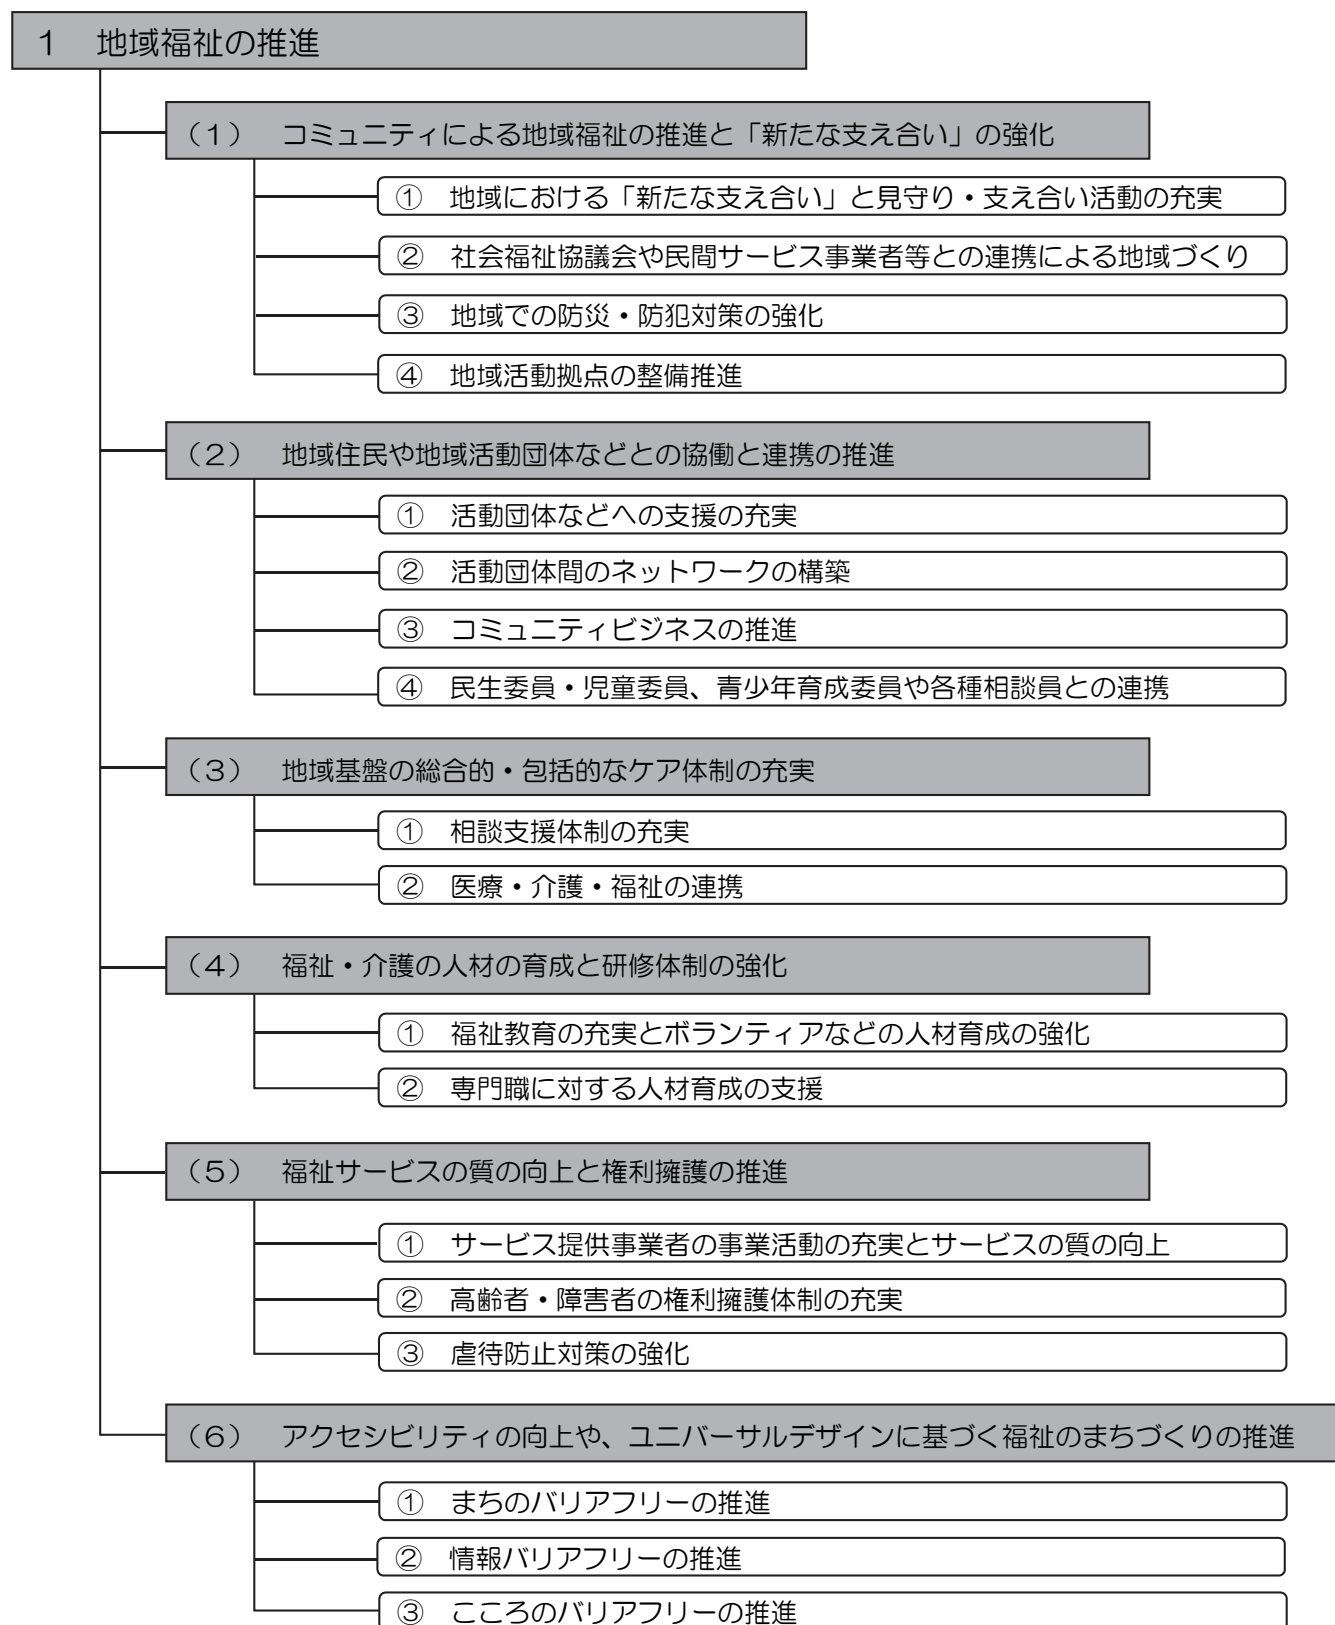 １　地域福祉の推進
（１）　コミュニティによる地域福祉の推進と「新たな支え合い」の強化
①　地域における「新たな支え合い」と見守り・支え合い活動の充実
②　社会福祉協議会や民間サービス事業者等との連携による地域づくり
③　地域での防災・防犯対策の強化
④　地域活動拠点の整備推進
（２）　地域住民や地域活動団体などとの協働と連携の推進
①　活動団体などへの支援の充実
②　活動団体間のネットワークの構築
③　コミュニティビジネスの推進
④　民生委員・児童委員、青少年育成委員や各種相談員との連携
（３）　地域基盤の総合的・包括的なケア体制の充実
①　相談支援体制の充実
②　医療・介護・福祉の連携
（４）　福祉・介護の人材の育成と研修体制の強化
①　福祉教育の充実とボランティアなどの人材育成の強化
②　専門職に対する人材育成の支援
（５）　福祉サービスの質の向上と権利擁護の推進
①　サービス提供事業者の事業活動の充実とサービスの質の向上
②　高齢者・障害者の権利擁護体制の充実
③　虐待防止対策の強化
（６）　アクセシビリティの向上や、ユニバーサルデザインに基づく福祉のまちづくりの推進
①　まちのバリアフリーの推進
②　情報バリアフリーの推進
③　こころのバリアフリーの推進